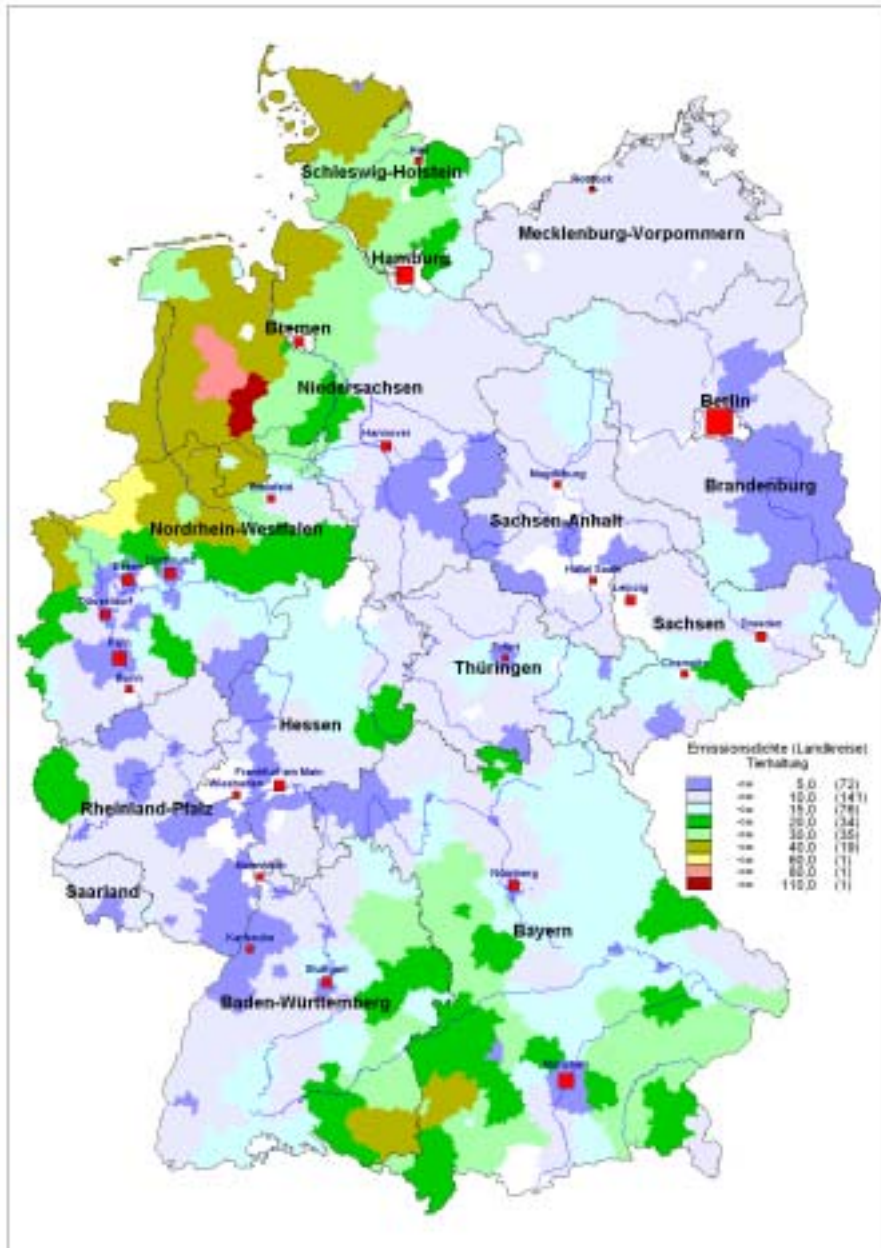 Kiel
Schleswig-Holstein
Rostock
Mecklenburg-Vorpommern
Hamburg
Bremen
Niedersachsen
Berlin
Hannover
Magdeburg
Brandenburg
Bielefeld
Sachsen-Anhalt
Nordrhein-Westfalen
Dortmund
Essen
Halle/ Saale
Leipzig
Düsseldorf
Sachsen
Dresden
Köln
Erfurt
Thüringen
Chemnitz
Bonn
Hessen
Emissionsdichte (Landkreise)
Tierhaltung
<= 5,0 (72)
<= 10,0 (141)
<= 15,0 (78)
<= 20,0 (34)
<= 30,0 (35)
<= 40,0 (19)
<= 60,0 (1)
<= 80,0 (1)
<= 110,0 (1)
Frankfurt am Main
Wiesbaden
Rheinland-Pfalz
Mannheim
Saarland
Nürnberg
Bayern
Karlsruhe
Stuttgart
Baden-Württemberg
München